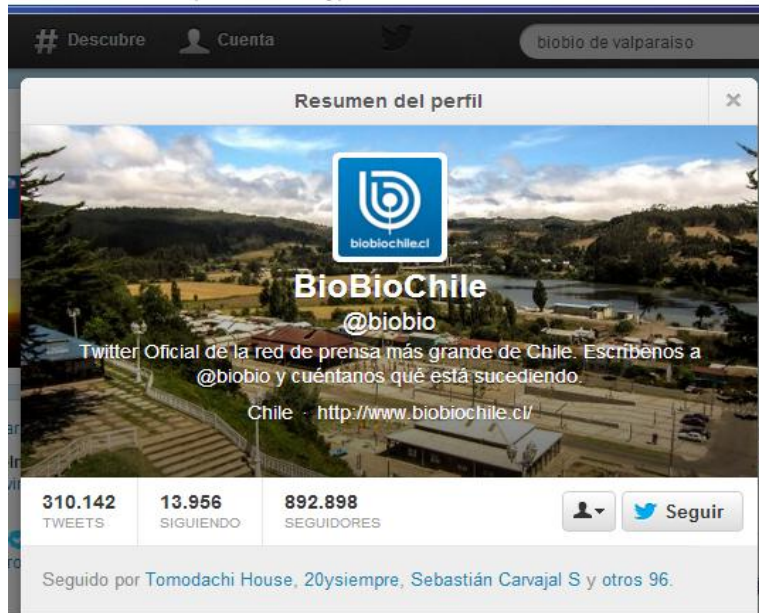 # Descubre Cuenta biobio de valparaiso
Resumen del perfil ×
biobiochile.cl
BioBioChile
@biobio
Twitter Oficial de la red de prensa más grande de Chile. Escríbenos a
@biobio y cuéntanos qué está sucediendo.
Chile · http://www.biobiochile.cl/
310.142 13.956 892.898
TWEETS SIGUIENDO SEGUIDORES
Seguir
Seguido por Tomodachi House, 20ysiempre, Sebastián Carvajal S y otros 96.